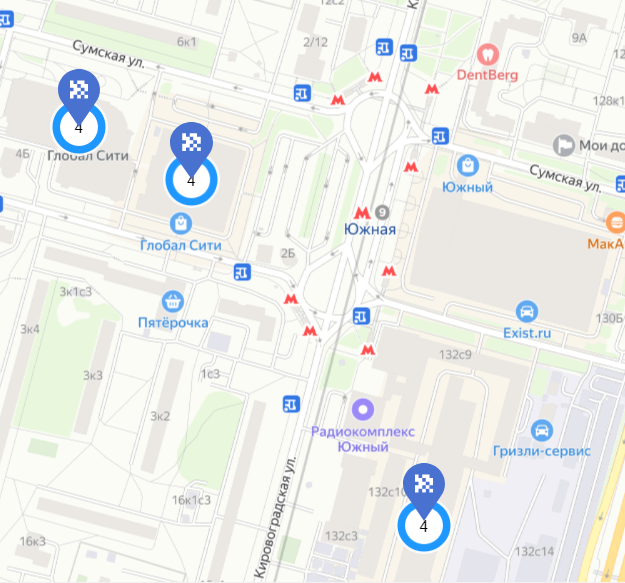 12с2
6к1
2/12
Сумская ул.
9А
DentBerg
128к1
4
Глобал Сити
4Б
4
Мои до
Южный
Сумская ул.
9
Южная
Глобал Сити
2Б
МакА
3к1с3
Пятёрочка
Exist.ru
130Б
3к4
132с9
3к3
1с3
3к2
Радиокомплекс
Южный
Гризли-сервис
16к1с3
132с10
4
Кировоградская ул.
132с3
16к3
132с14